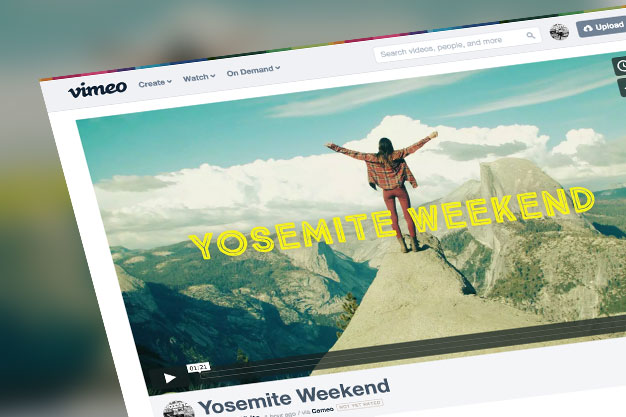 vimeo Create Watch On Demand Search videos, people, and more Upload
YOSEMITE WEEKEND
01:21
Yosemite Weekend
1 hour ago / via Cameo NOT YET RATED